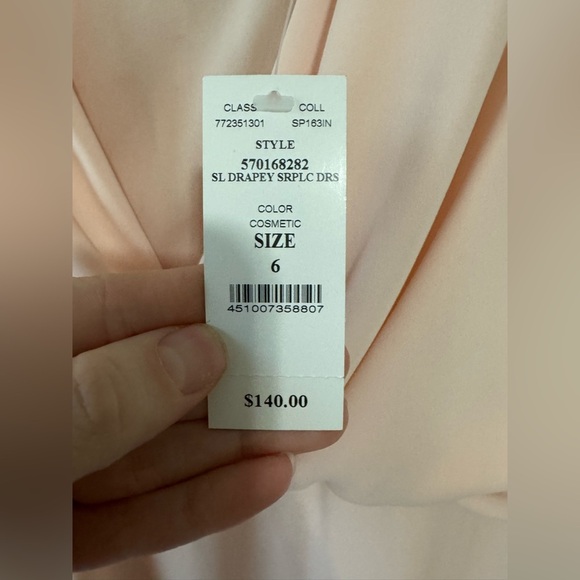 CLASS COLL
772351301 SP163IN
STYLE
570168282
SL DRAPEY SRPLC DRS
COLOR
COSMETIC
SIZE
6
451007358807
$140.00